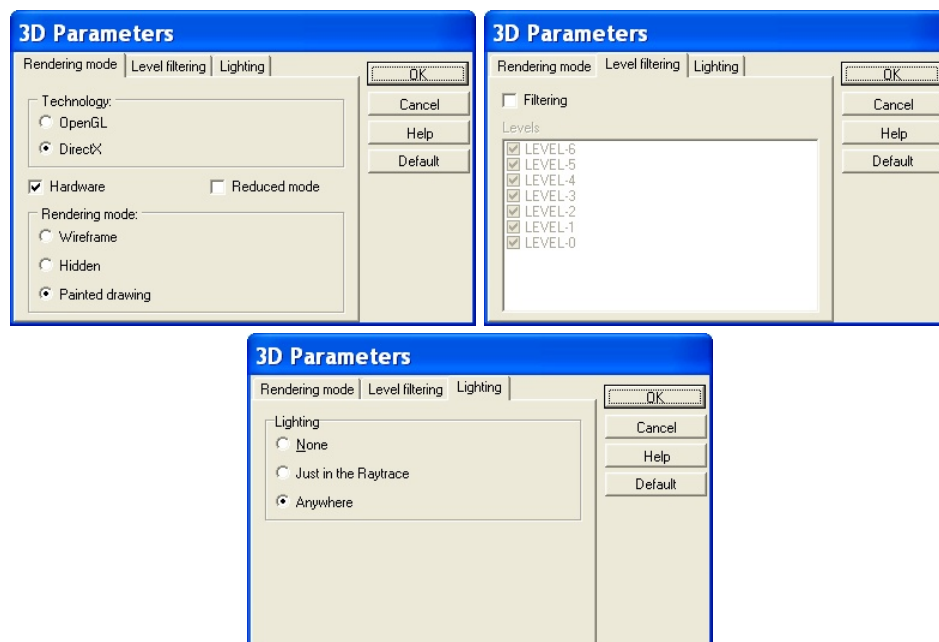 3D Parameters
Rendering mode Level filtering Lighting
OK
Cancel
Help
Default
Technology:
OpenGL
DirectX
Hardware Reduced mode
Rendering mode:
Wireframe
Hidden
Painted drawing
3D Parameters
Rendering mode Level filtering Lighting
OK
Cancel
Help
Default
Filtering
Levels
LEVEL-6
LEVEL-5
LEVEL-4
LEVEL-3
LEVEL-2
LEVEL-1
LEVEL-0
3D Parameters
Rendering mode Level filtering Lighting
OK
Cancel
Help
Default
Lighting
None
Just in the Raytrace
Anywhere